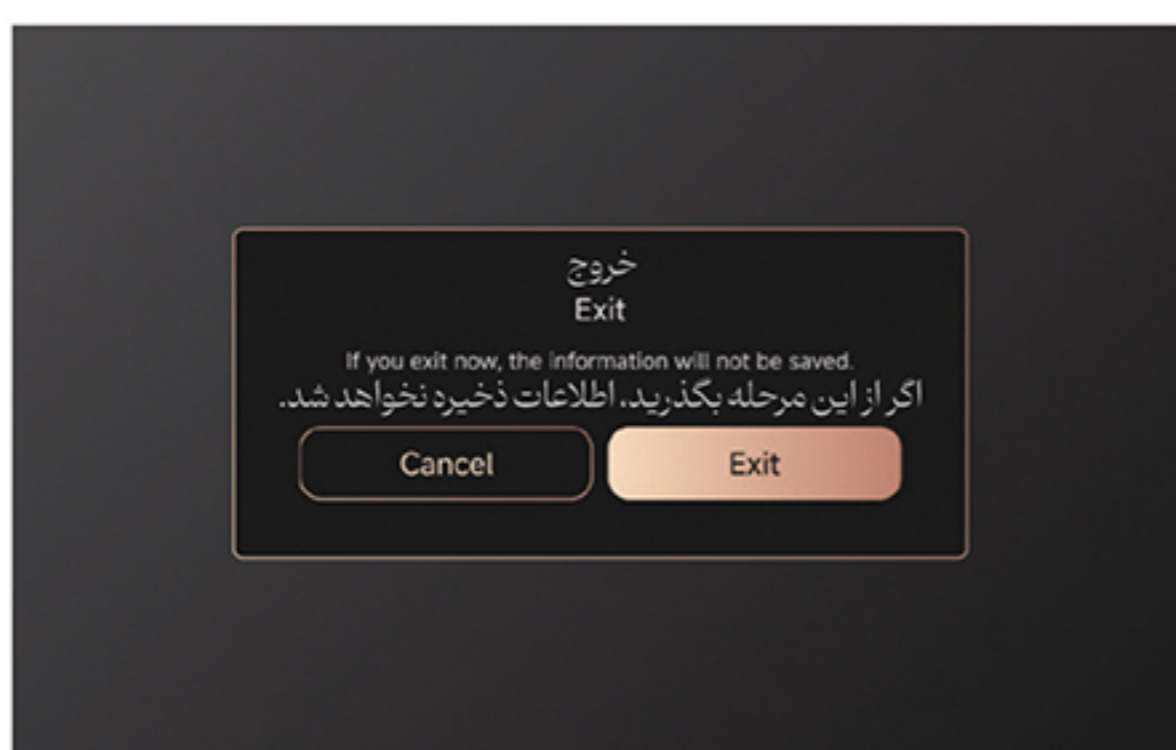 خروج
Exit
If you exit now, the information will not be saved.
اگر از این مرحله بگذرید، اطلاعات ذخیره نخواهد شد.
Cancel
Exit